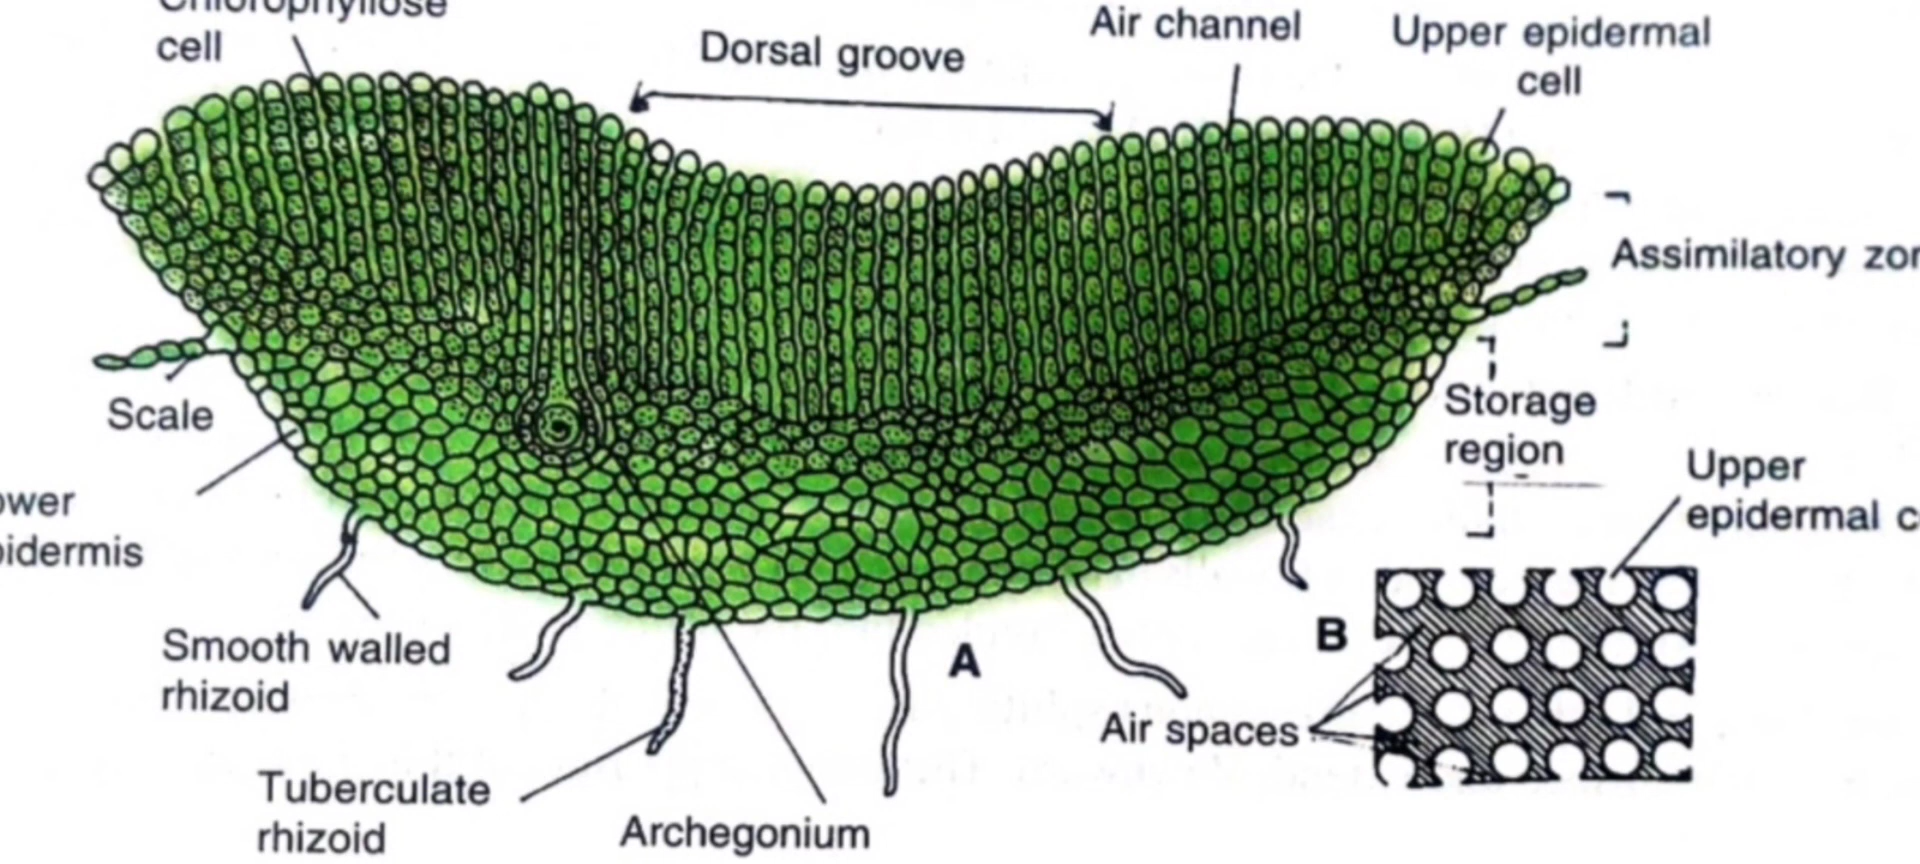 Chlorophyllose
cell
Dorsal groove
Air channel
Upper epidermal
cell
Assimilatory zon
Scale
Storage
region
ower
pidermis
Upper
epidermal c
Smooth walled
rhizoid
A
B
Air spaces
Tuberculate
rhizoid
Archegonium